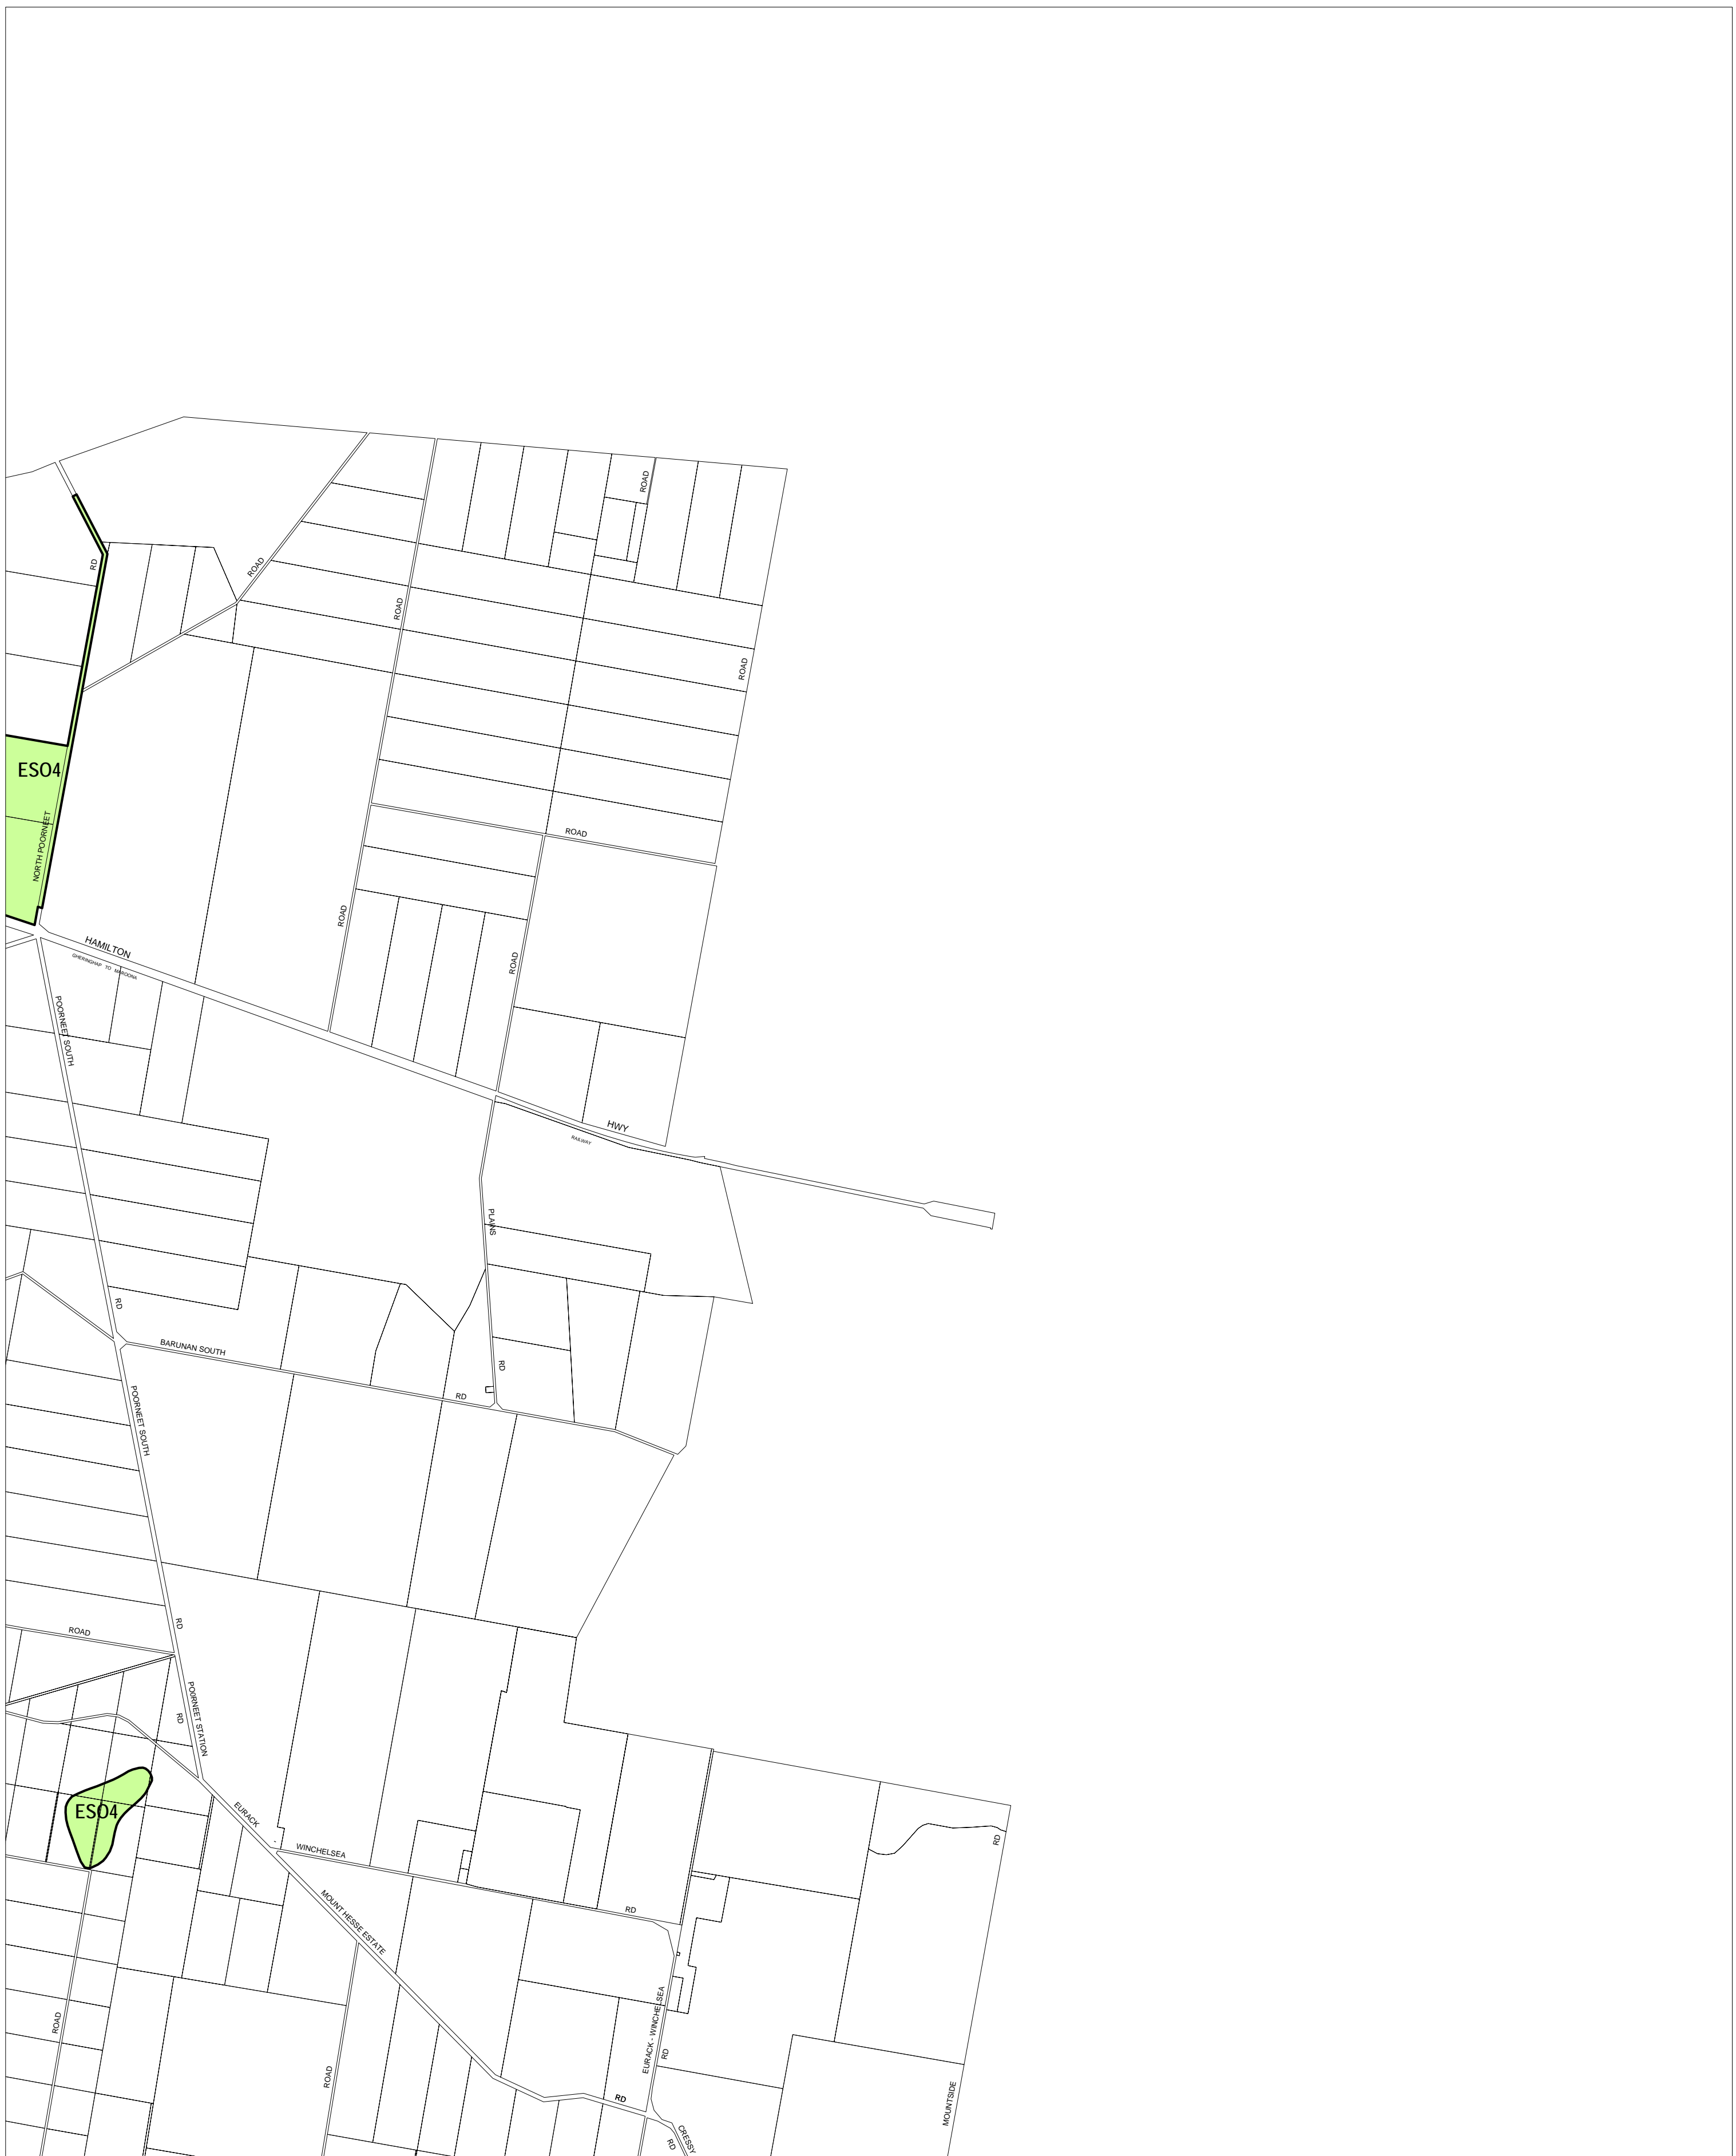 ROAD
RD
ROAD
ROAD
ROAD
ESO4
NORTH POORNEET
ROAD
ROAD
HAMILTON
GHERINGHAP TO MAROONA
ROAD
POORNEET SOUTH
HWY
RAILWAY
PLAINS
RD
BARUNAN SOUTH
RD
RD
POORNEET SOUTH
RD
ROAD
POORNEET STATION
RD
ESO4
EURACK
WINCHELSEA
RD
RD
MOUNT HESSE ESTATE
EURACK - WINCHELSEA
RD
ROAD
ROAD
RD
MOUNTSIDE
CRESSY
RD